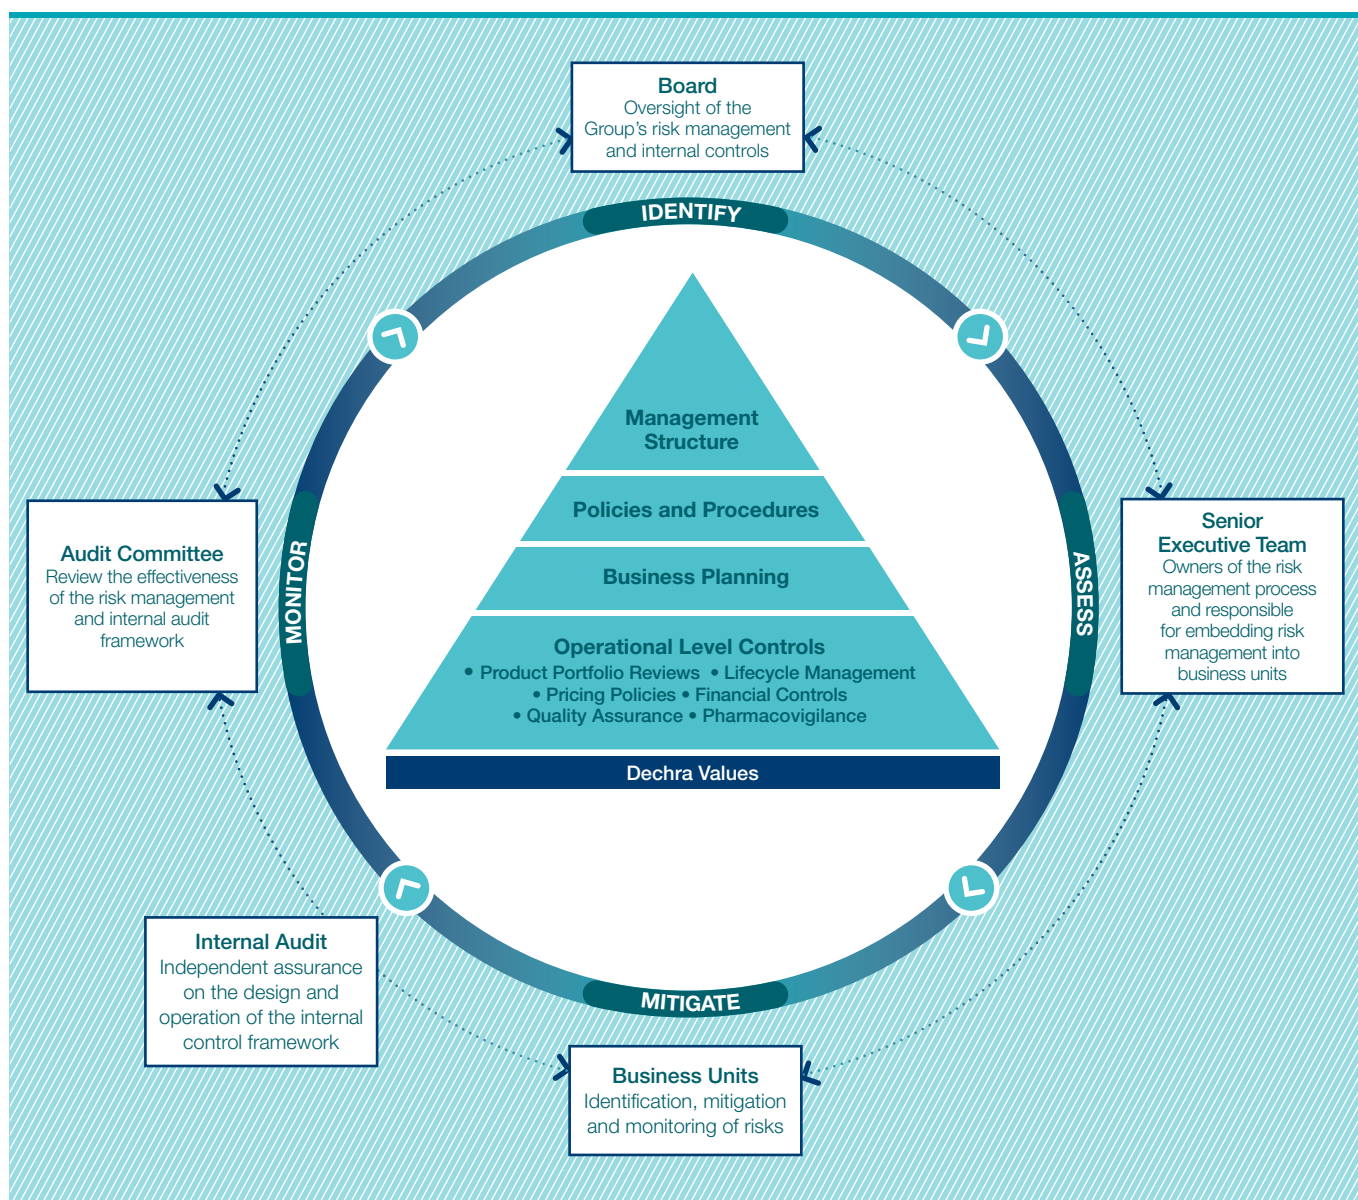 Board
Oversight of the
Group’s risk management
and internal controls
IDENTIFY
Management
Structure
Policies and Procedures
Business Planning
Operational Level Controls
• Product Portfolio Reviews • Lifecycle Management
• Pricing Policies • Financial Controls
• Quality Assurance • Pharmacovigilance
Dechra Values
MONITOR
ASSESS
Audit Committee
Review the effectiveness
of the risk management
and internal audit
framework
Senior
Executive Team
Owners of the risk
management process
and responsible
for embedding risk
management into
business units
Internal Audit
Independent assurance
on the design and
operation of the internal
control framework
MITIGATE
Business Units
Identification, mitigation
and monitoring of risks